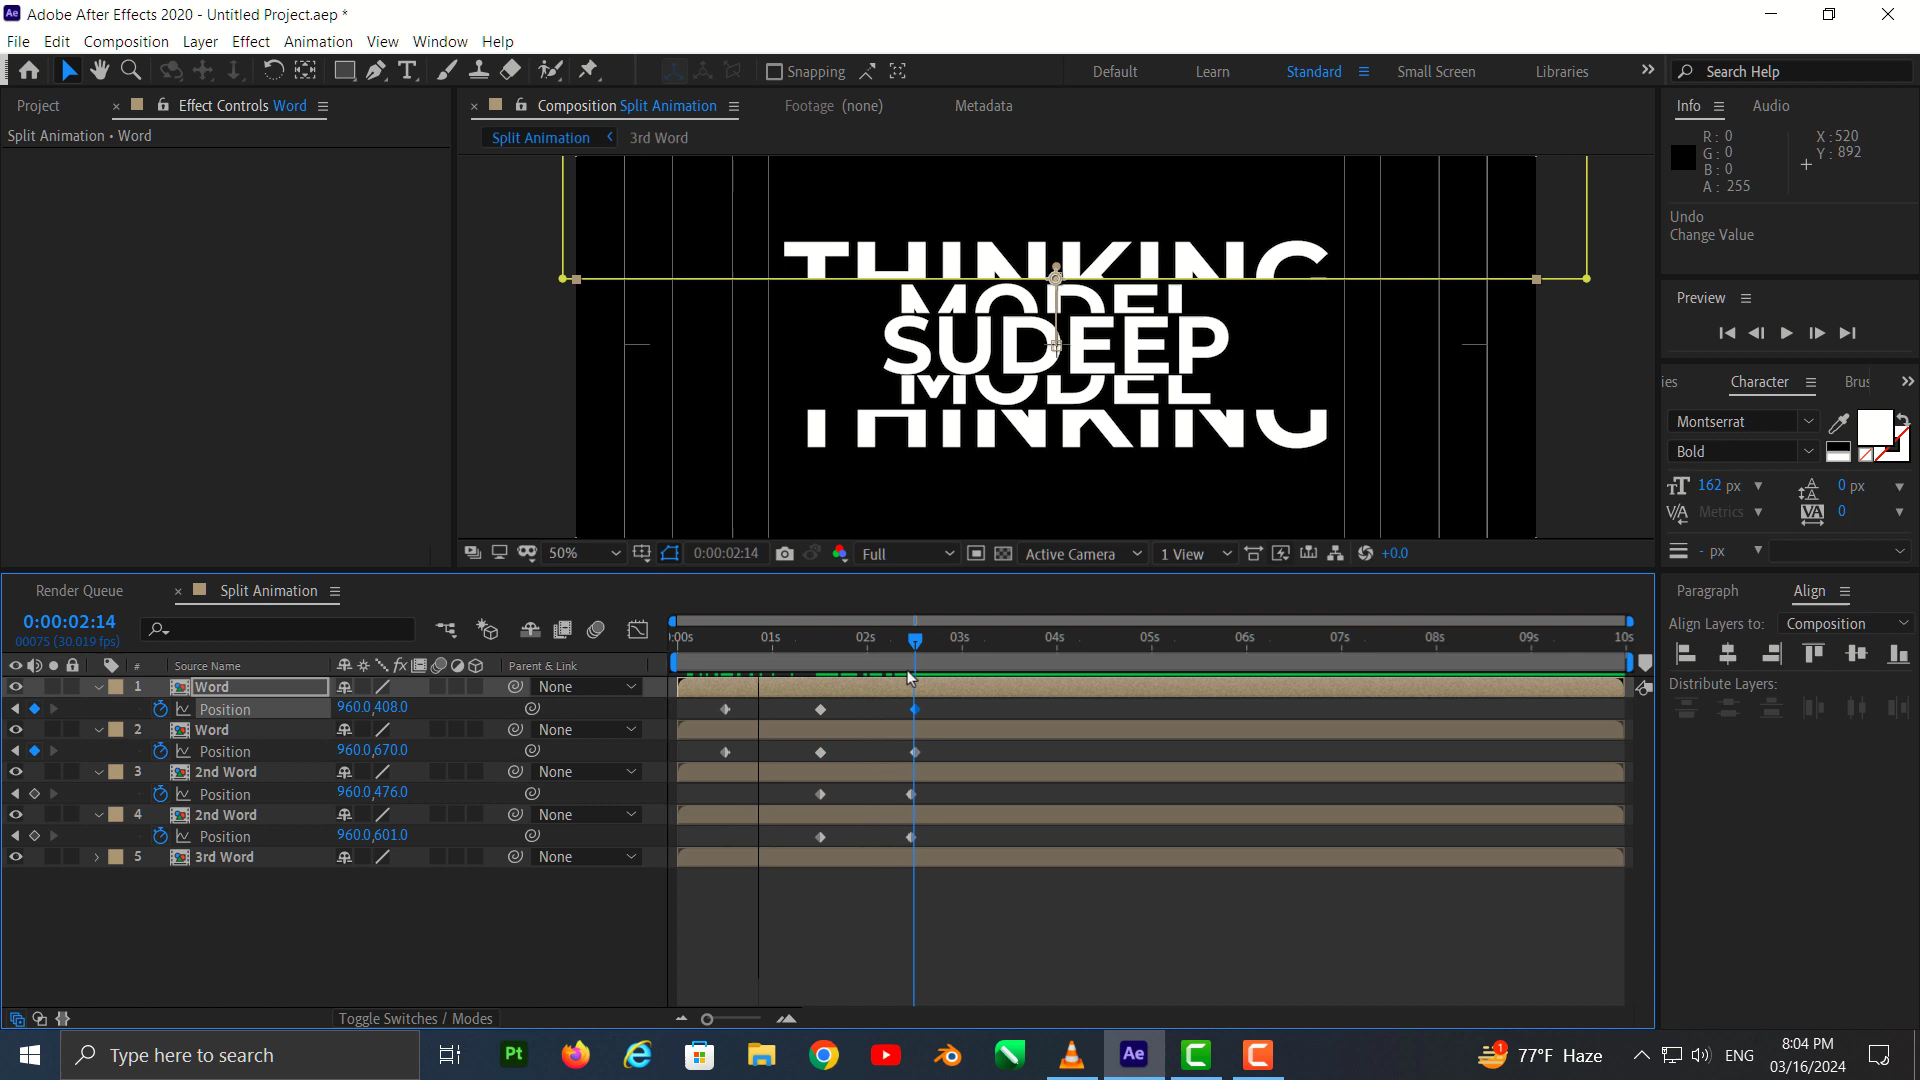 Adobe After Effects 2020 - Untitled Project.aep *
File Edit Composition Layer Effect Animation View Window Help
Snapping
Default Learn Standard Small Screen Libraries
Search Help
Project Effect Controls Word
Split Animation • Word
Composition Split Animation Footage (none) Metadata
Split Animation 3rd Word
THINKING
MODEL
SUDEEP
MODEL
THINKING
50% 0:00:02:14 Full Active Camera 1 View +0.0
Info Audio
R: 0 X: 520
G: 0 Y: 892
B: 0
A: 255
Undo
Change Value
Preview
ies Character Brus
Montserrat
Bold
162 px 0 px
Metrics 0
- px
Render Queue Split Animation
0:00:02:14
00075 (30.019 fps)
# Source Name Parent & Link
:00s 01s 02s 03s 04s 05s 06s 07s 08s 09s 10s
1 Word None
Position 960.0,408.0
2 Word None
Position 960.0,670.0
3 2nd Word None
Position 960.0,476.0
4 2nd Word None
Position 960.0,601.0
5 3rd Word None
Toggle Switches / Modes
Paragraph Align
Align Layers to: Composition
Distribute Layers:
Type here to search
Pt
Ae
1
77°F Haze
ENG
8:04 PM
03/16/2024